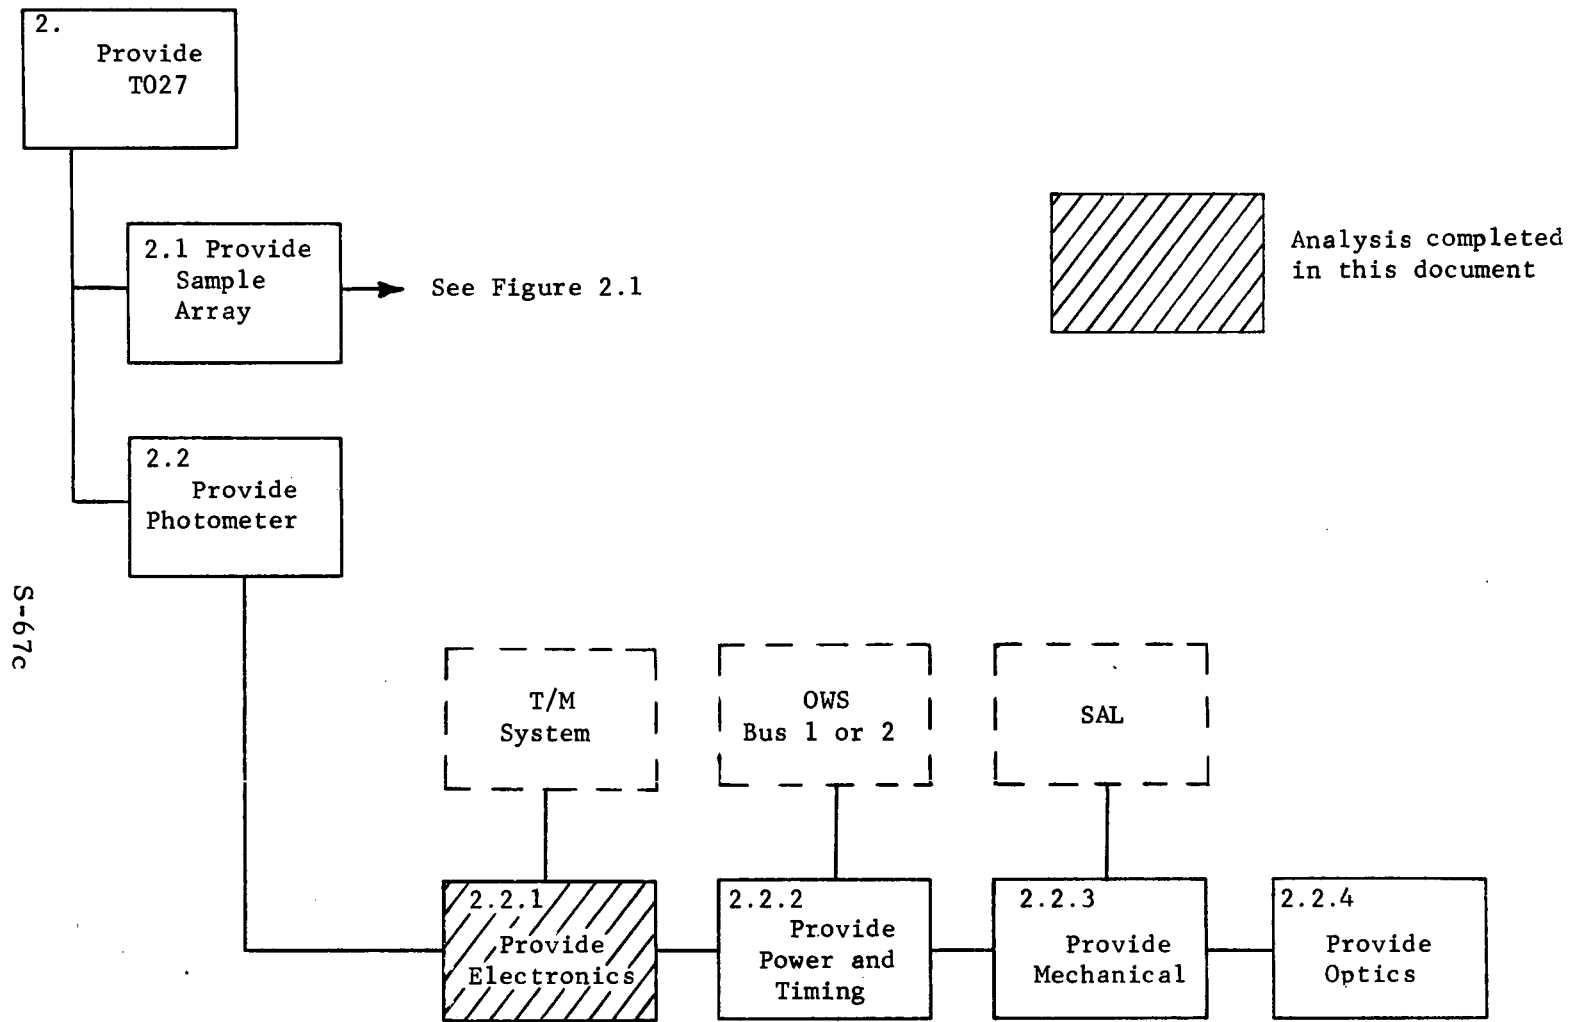 2.
Provide
T027
2.1 Provide
Sample
Array
See Figure 2.1
Analysis completed
in this document
2.2
Provide
Photometer
S-67c
T/M
System
OWS
Bus 1 or 2
SAL
2.2.1
Provide
Electronics
2.2.2
Provide
Power and
Timing
2.2.3
Provide
Mechanical
2.2.4
Provide
Optics